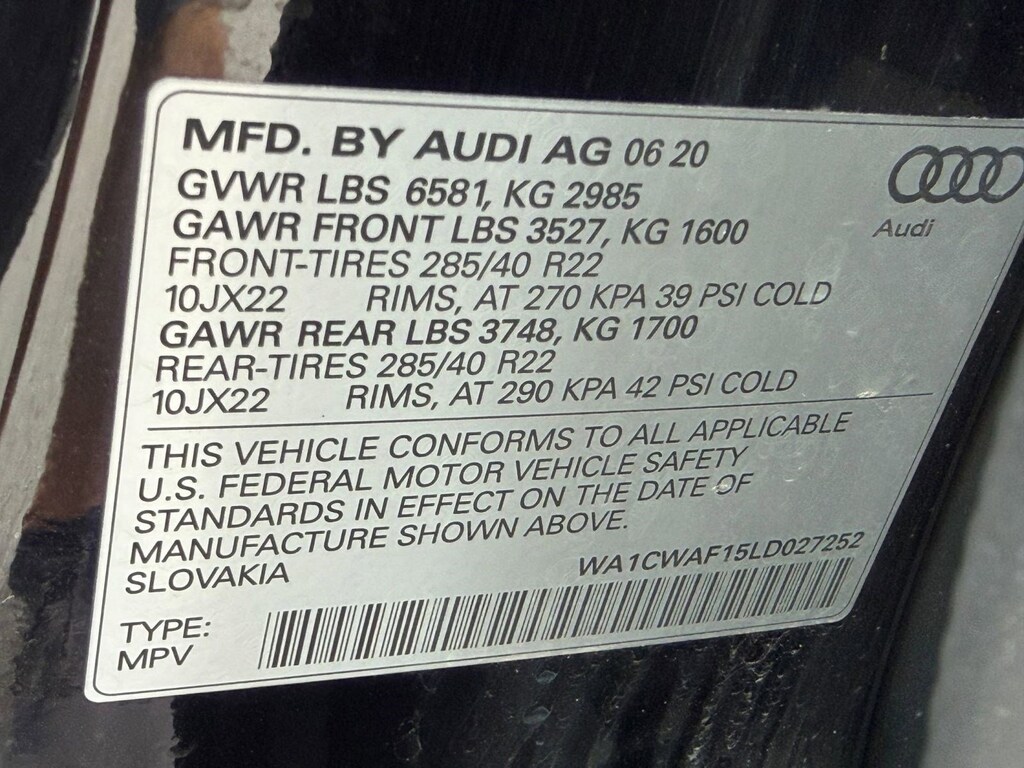 MFD. BY AUDI AG 06 20
GVWR LBS 6581, KG 2985
GAWR FRONT LBS 3527, KG 1600
FRONT-TIRES 285/40 R22
10JX22 RIMS, AT 270 KPA 39 PSI COLD
GAWR REAR LBS 3748, KG 1700
REAR-TIRES 285/40 R22
10JX22 RIMS, AT 290 KPA 42 PSI COLD
Audi
THIS VEHICLE CONFORMS TO ALL APPLICABLE
U.S. FEDERAL MOTOR VEHICLE SAFETY
STANDARDS IN EFFECT ON THE DATE OF
MANUFACTURE SHOWN ABOVE.
SLOVAKIA
WA1CWAF15LD027252
TYPE:
MPV